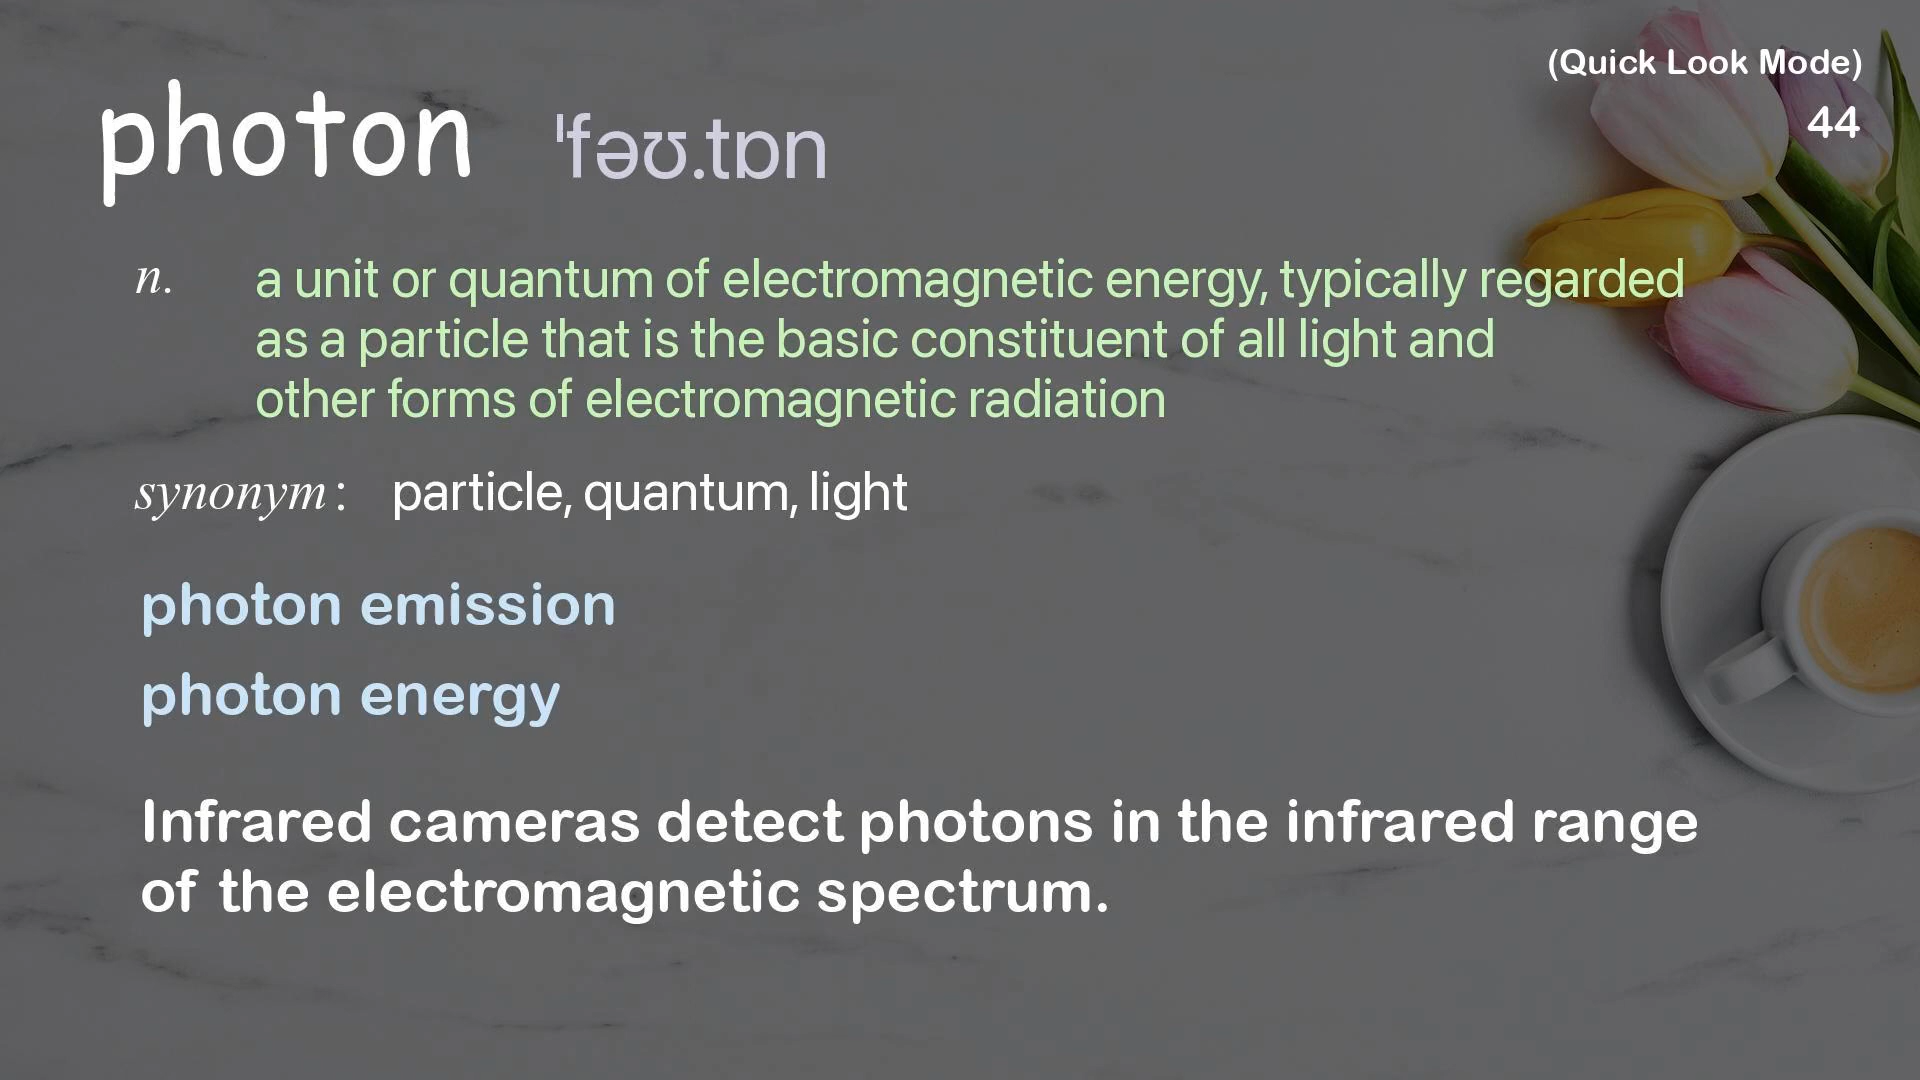 (Quick Look Mode)
44
photon ˈfəʊ.tɒn
n. a unit or quantum of electromagnetic energy, typically regarded
as a particle that is the basic constituent of all light and
other forms of electromagnetic radiation
synonym: particle, quantum, light
photon emission
photon energy
Infrared cameras detect photons in the infrared range
of the electromagnetic spectrum.